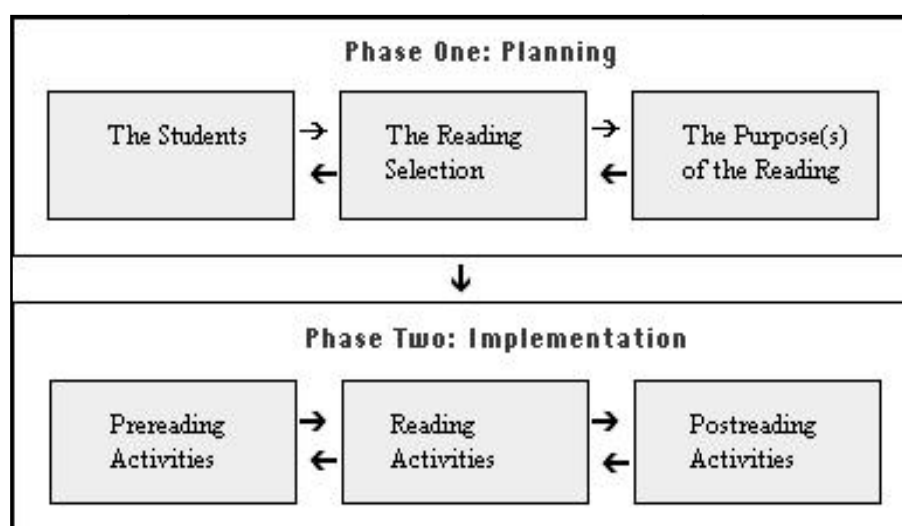 Phase One: Planning
The Students
The Reading
Selection
The Purpose(s)
of the Reading
Phase Two: Implementation
Prereading
Activities
Reading
Activities
Postreading
Activities